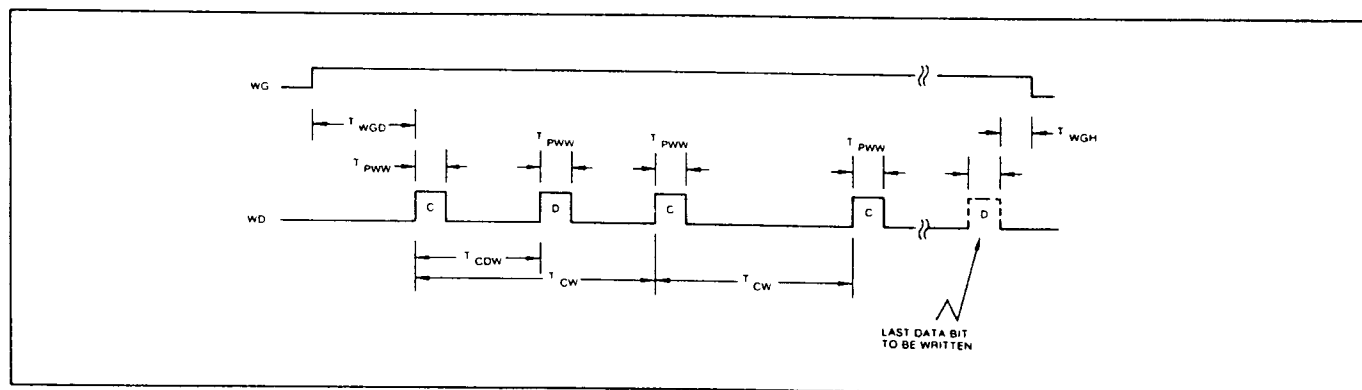 WG
T WGD
T WGH
T PWW
T PWW
T PWW
T PWW
WD
C
D
C
C
D
T CDW
T CW
T CW
LAST DATA BIT
TO BE WRITTEN